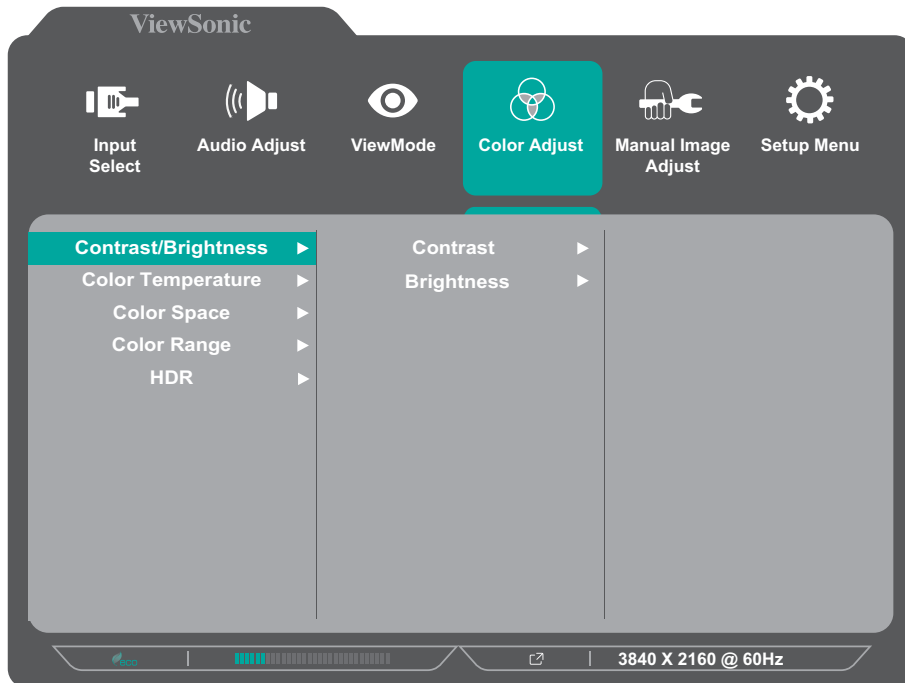 ViewSonic
Input
Select
Audio Adjust
ViewMode
Color Adjust
Manual Image
Adjust
Setup Menu
Contrast/Brightness
Color Temperature
Color Space
Color Range
HDR
Contrast
Brightness
eco
3840 X 2160 @ 60Hz